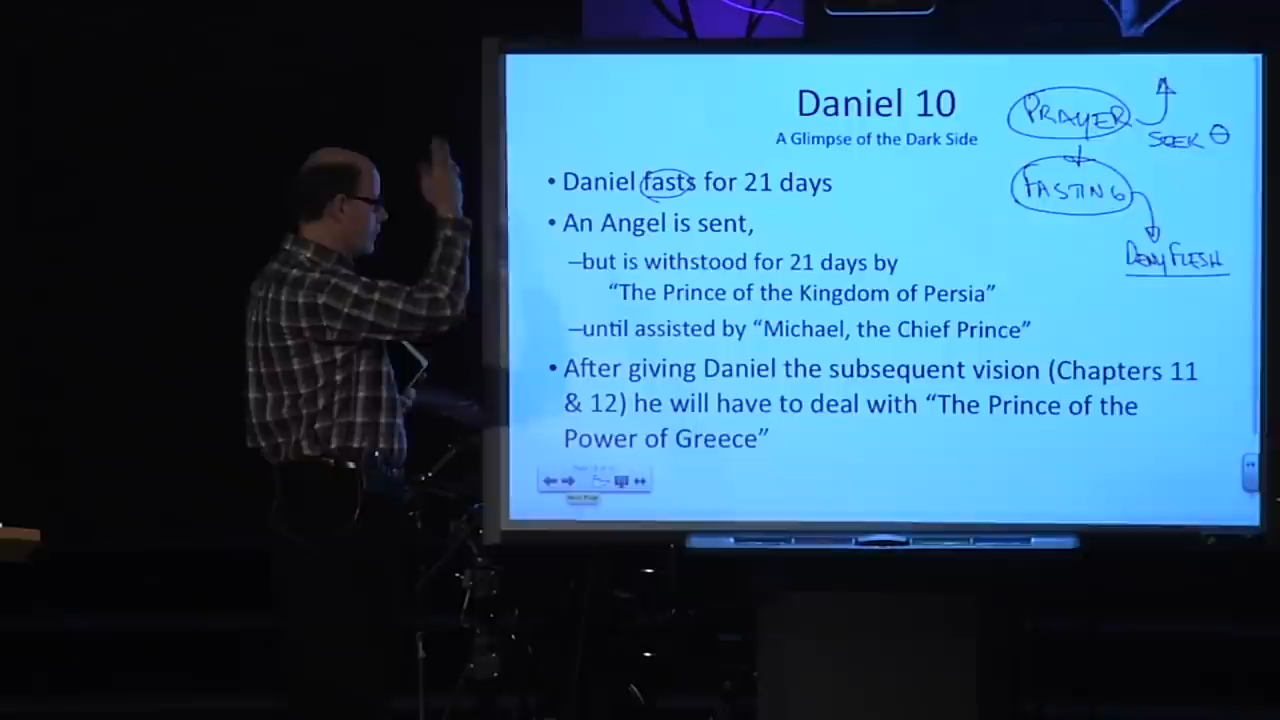 Daniel 10
A Glimpse of the Dark Side
• Daniel fasts for 21 days
• An Angel is sent,
–but is withstood for 21 days by
“The Prince of the Kingdom of Persia”
–until assisted by “Michael, the Chief Prince”
• After giving Daniel the subsequent vision (Chapters 11
& 12) he will have to deal with “The Prince of the
Power of Greece”
PRAYER
SEEK Θ
FASTING
DENY FLESH
Next Page